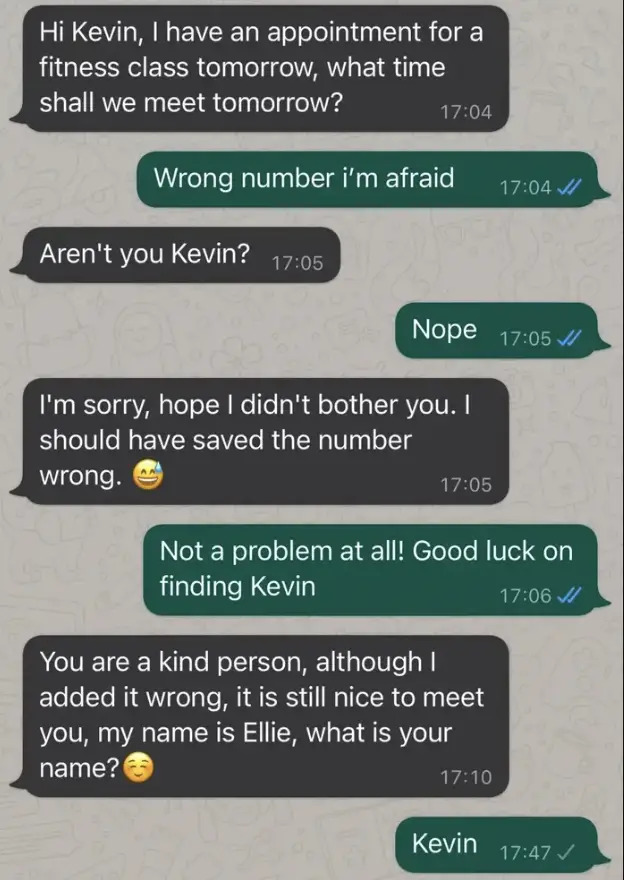 Hi Kevin, I have an appointment for a
fitness class tomorrow, what time
shall we meet tomorrow?
17:04
Wrong number i’m afraid
17:04
Aren't you Kevin?
17:05
Nope
17:05
I'm sorry, hope I didn't bother you. I
should have saved the number
wrong. 😅
17:05
Not a problem at all! Good luck on
finding Kevin
17:06
You are a kind person, although I
added it wrong, it is still nice to meet
you, my name is Ellie, what is your
name?☺️
17:10
Kevin
17:47